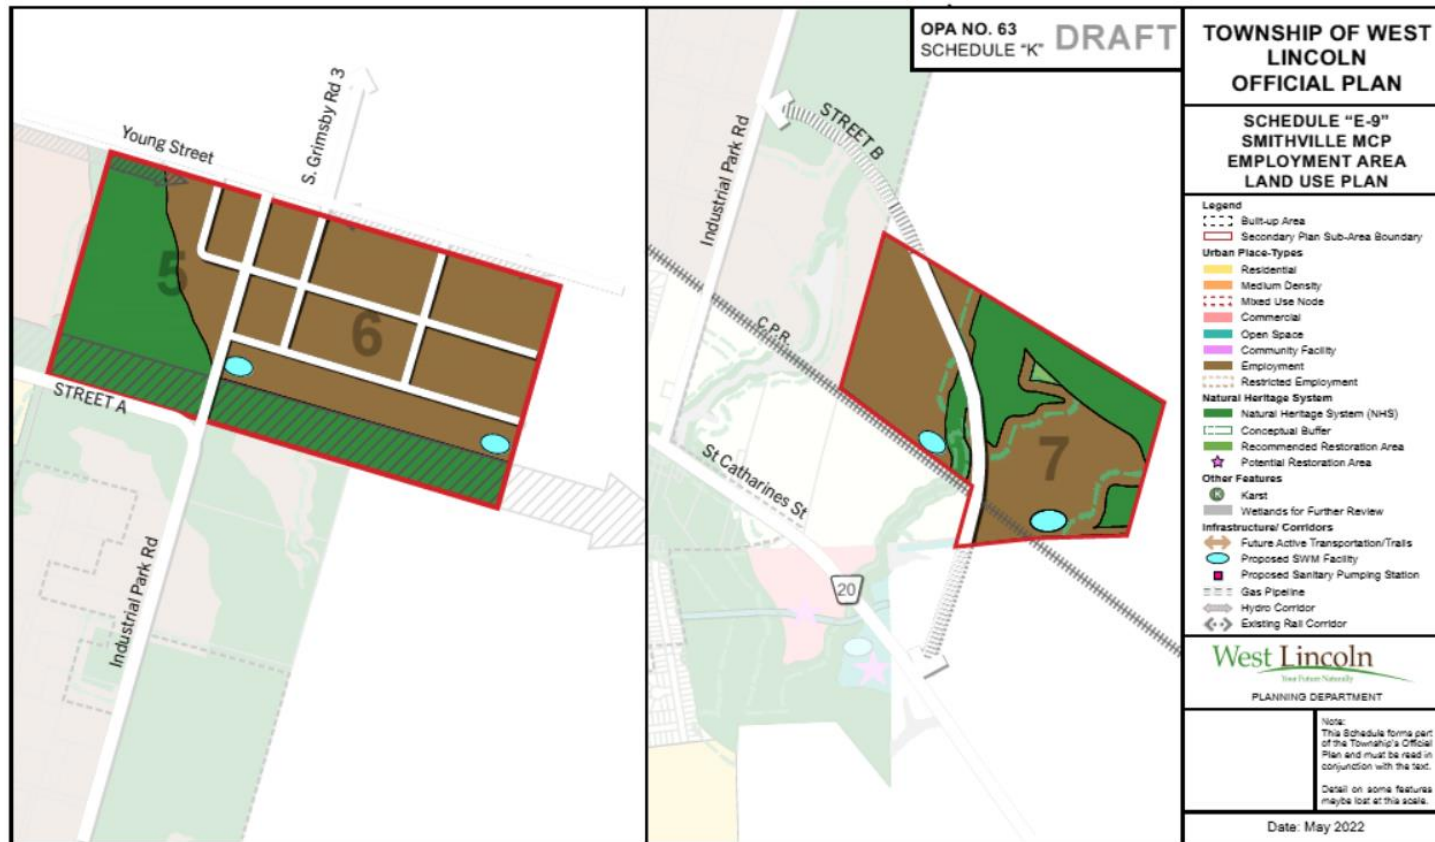 OPA NO. 63
SCHEDULE "K"
DRAFT
TOWNSHIP OF WEST
LINCOLN
OFFICIAL PLAN
SCHEDULE "E-9"
SMITHVILLE MCP
EMPLOYMENT AREA
LAND USE PLAN
Young Street
S. Grimsby Rd 3
5
6
STREET A
Industrial Park Rd
Industrial Park Rd
STREET B
C.P.R.
St Catharines St
20
7
Legend
Built-up Area
Secondary Plan Sub-Area Boundary
Urban Place-Types
Residential
Medium Density
Mixed Use Node
Commercial
Open Space
Community Facility
Employment
Restricted Employment
Natural Heritage System
Natural Heritage System (NHS)
Conceptual Buffer
Recommended Restoration Area
Potential Restoration Area
Other Features
K
Karst
Wetlands for Further Review
Infrastructure/ Corridors
Future Active Transportation/Trails
Proposed SWM Facility
Proposed Sanitary Pumping Station
Gas Pipeline
Hydro Corridor
Existing Rail Corridor
West Lincoln
Your Future Naturally
PLANNING DEPARTMENT
Note:
This Schedule forms part
of the Township's Official
Plan and must be read in
conjunction with the text.
Detail on some features
maybe lost at this scale.
Date: May 2022